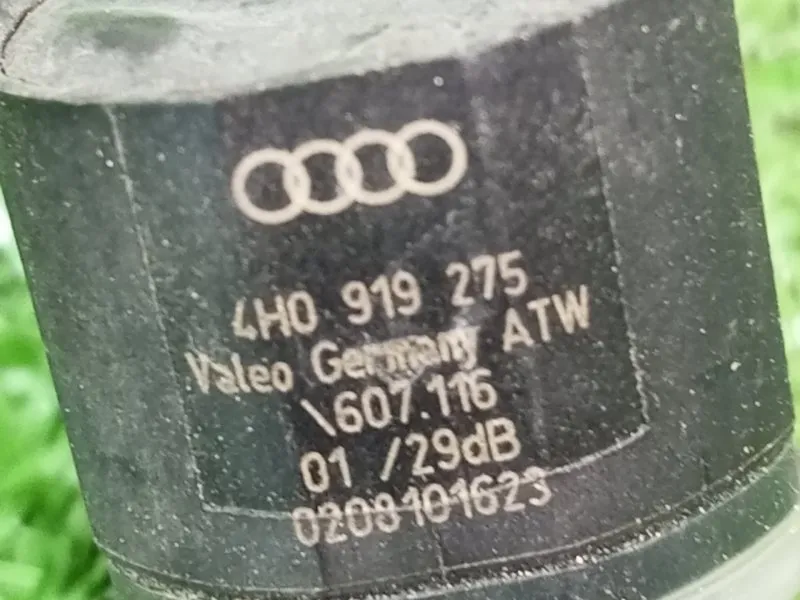 4H0 919 275
Valeo Germany ATW
\607.116
01 /29dB
0208101623